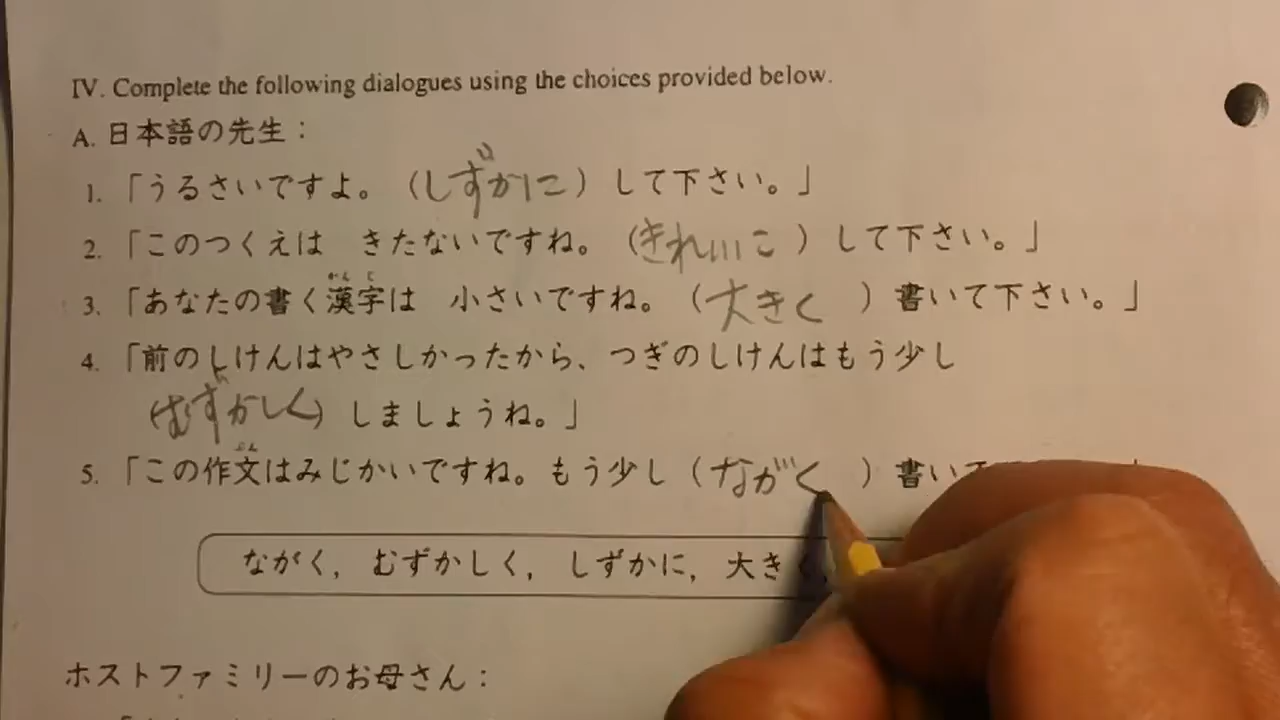 IV. Complete the following dialogues using the choices provided below.
A. 日本語の先生：
1. 「うるさいですよ。（しずかに）して下さい。」
2. 「このつくえは　きたないですね。（きれいに）して下さい。」
3. 「あなたの書く漢字は　小さいですね。（大きく）書いて下さい。」
かん じ
4. 「前のしけんはやさしかったから、つぎのしけんはもう少し
（むずかしく）しましょうね。」
5. 「この作文はみじかいですね。もう少し（ながく）書いて
ぶん
ながく，むずかしく，しずかに，大きく，
ホストファミリーのお母さん：